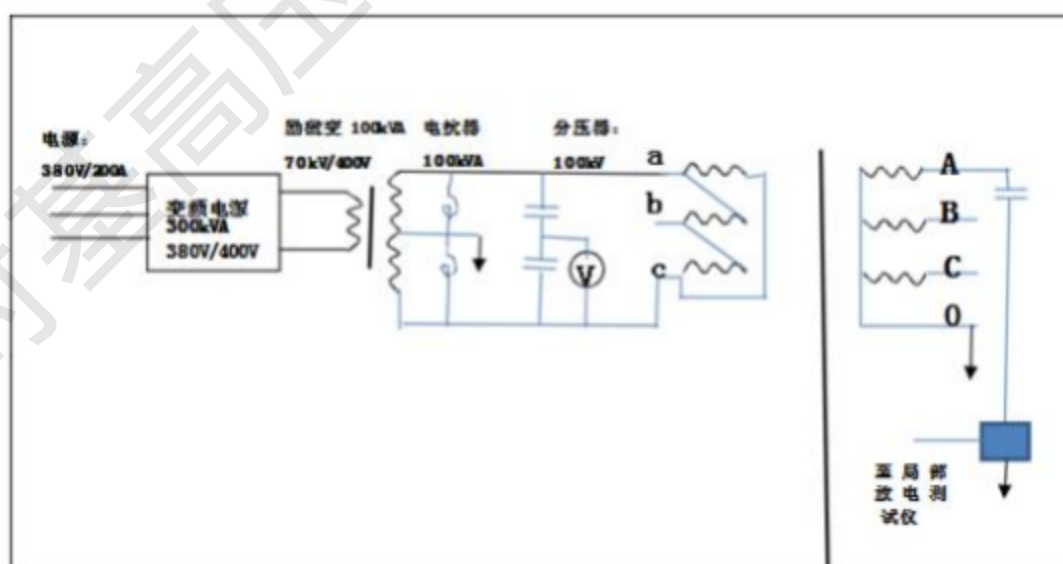 电源：
380V/200A
变频电源
300kVA
380V/400V
励磁变 100kVA
70kV/400V
电抗器
100kVA
分压器：
100kV
V
a
b
c
A
B
C
0
至 局 部
放 电 测
试仪